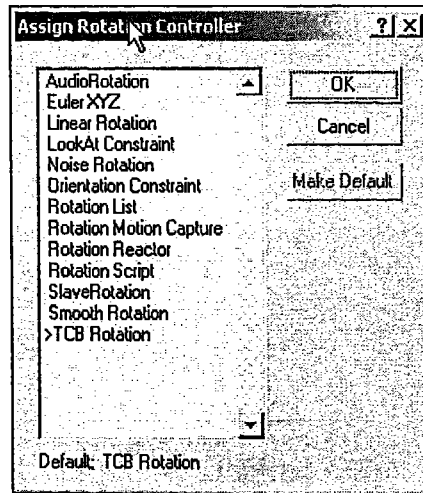 Assign Rotation Controller
AudioRotation
Euler XYZ
Linear Rotation
LookAt Constraint
Noise Rotation
Orientation Constraint
Rotation List
Rotation Motion Capture
Rotation Reactor
Rotation Script
SlaveRotation
Smooth Rotation
>TCB Rotation
OK
Cancel
Make Default
Default: TCB Rotation